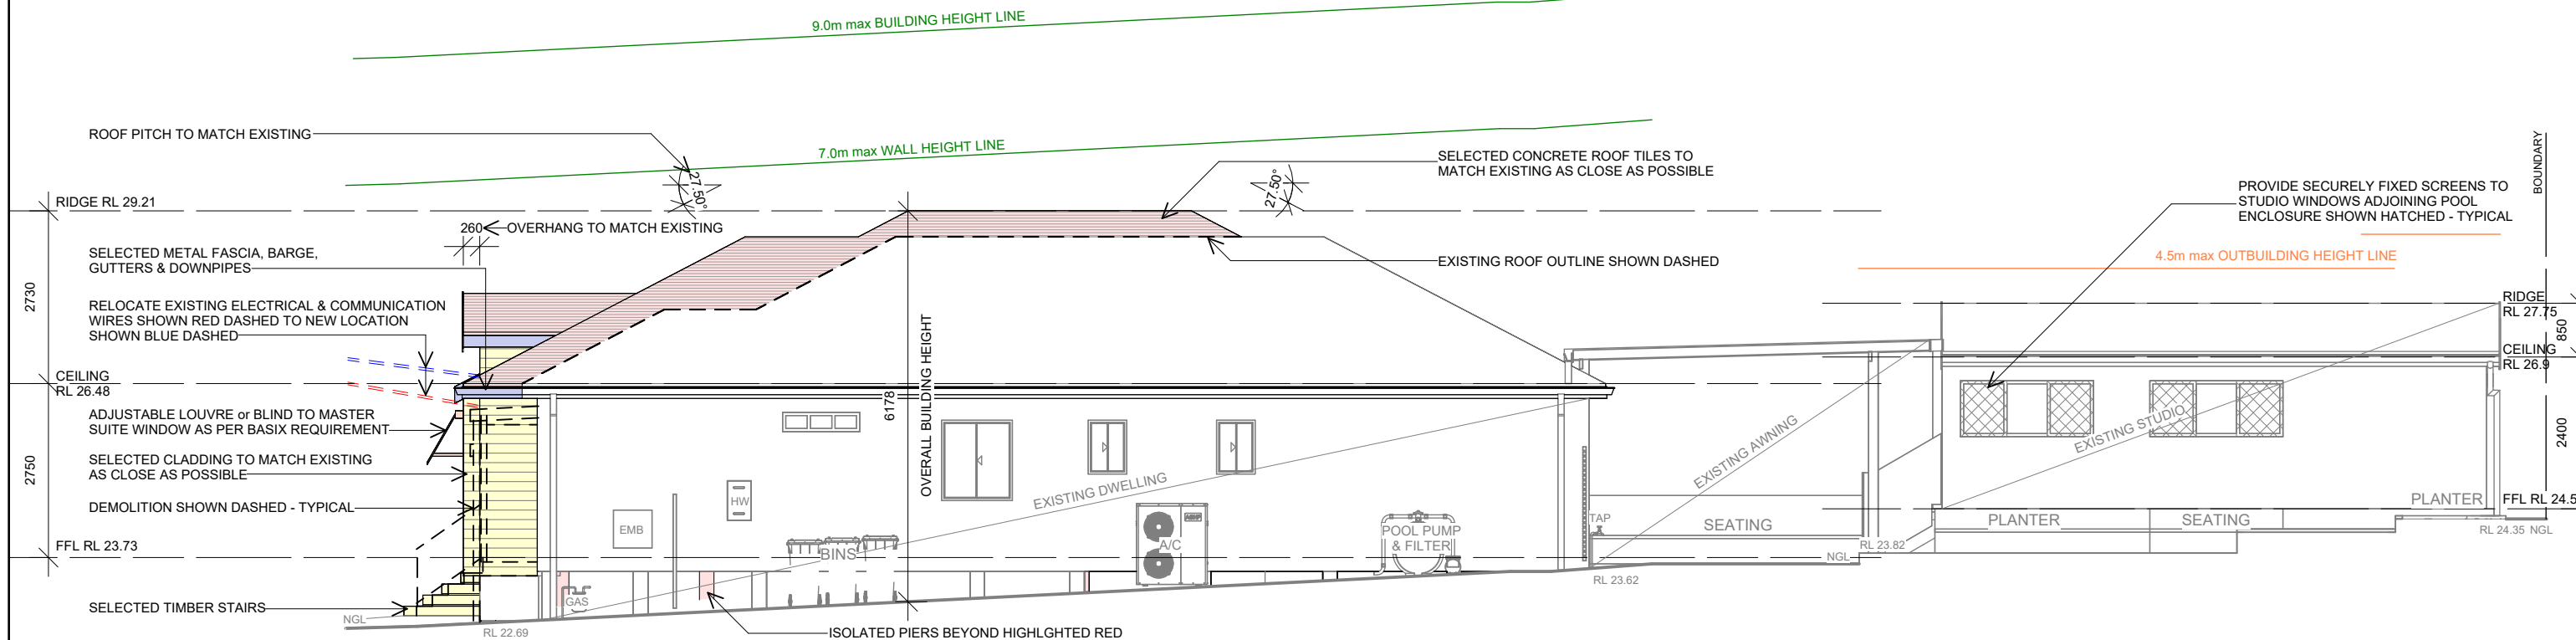 9.0m max BUILDING HEIGHT LINE
7.0m max WALL HEIGHT LINE
ROOF PITCH TO MATCH EXISTING
27.50°
27.50°
SELECTED CONCRETE ROOF TILES TO
MATCH EXISTING AS CLOSE AS POSSIBLE
BOUNDARY
PROVIDE SECURELY FIXED SCREENS TO
STUDIO WINDOWS ADJOINING POOL
ENCLOSURE SHOWN HATCHED - TYPICAL
RIDGE RL 29.21
260
OVERHANG TO MATCH EXISTING
SELECTED METAL FASCIA, BARGE,
GUTTERS & DOWNPIPES
EXISTING ROOF OUTLINE SHOWN DASHED
4.5m max OUTBUILDING HEIGHT LINE
2730
RELOCATE EXISTING ELECTRICAL & COMMUNICATION
WIRES SHOWN RED DASHED TO NEW LOCATION
SHOWN BLUE DASHED
RIDGE
RL 27.75
850
CEILING
RL 26.9
CEILING
RL 26.48
6178
OVERALL BUILDING HEIGHT
ADJUSTABLE LOUVRE or BLIND TO MASTER
SUITE WINDOW AS PER BASIX REQUIREMENT
2400
EXISTING STUDIO
EXISTING AWNING
EXISTING DWELLING
2750
SELECTED CLADDING TO MATCH EXISTING
AS CLOSE AS POSSIBLE
DEMOLITION SHOWN DASHED - TYPICAL
HW
EMB
BINS
A/C
POOL PUMP
& FILTER
TAP
SEATING
PLANTER
SEATING
PLANTER
FFL RL 24.5
RL 24.35 NGL
FFL RL 23.73
RL 23.82
NGL
RL 23.62
GAS
SELECTED TIMBER STAIRS
NGL
RL 22.69
ISOLATED PIERS BEYOND HIGHLGHTED RED